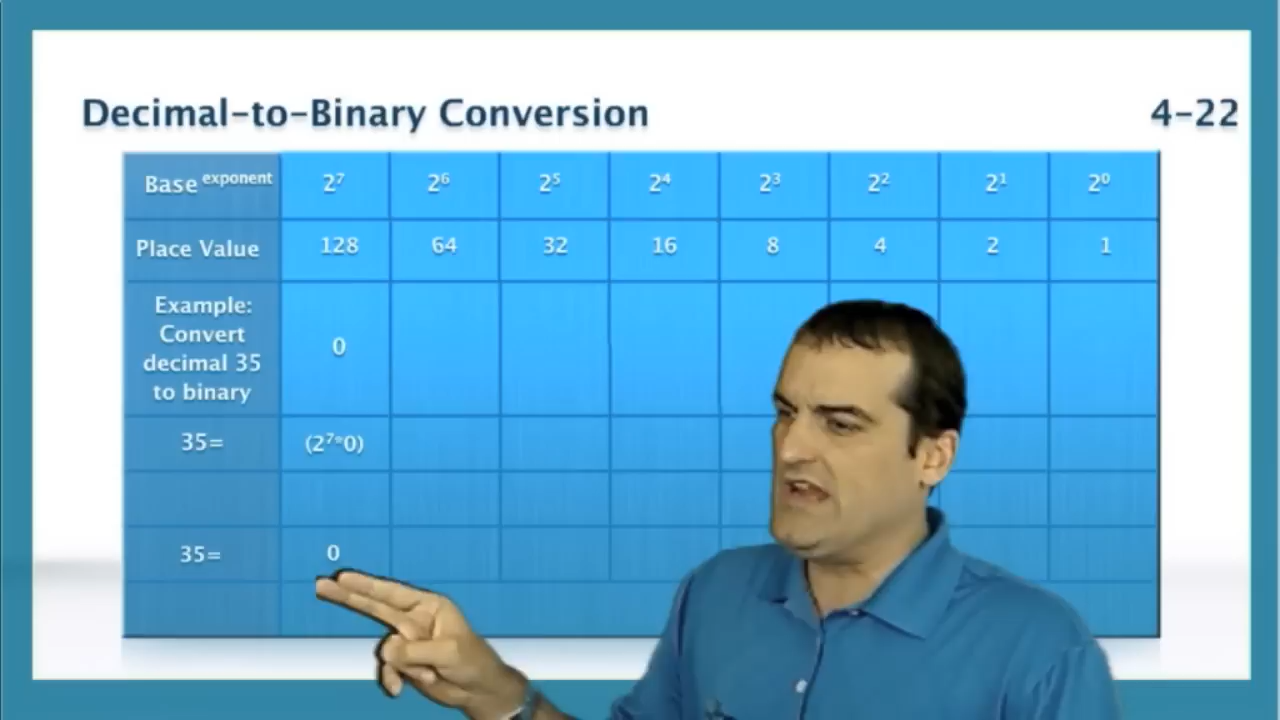 Decimal-to-Binary Conversion 4-22
Base exponent 2⁷ 2⁶ 2⁵ 2⁴ 2³ 2² 2¹ 2⁰
Place Value 128 64 32 16 8 4 2 1
Example:
Convert
decimal 35
to binary
0
35= (2⁷*0)
35= 0